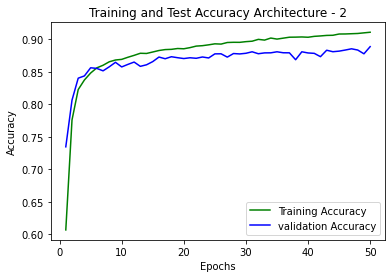 Training and Test Accuracy Architecture - 2
0.90
0.85
0.80
0.75
0.70
0.65
0.60
Accuracy
0 10 20 30 40 50
Epochs
Training Accuracy
validation Accuracy